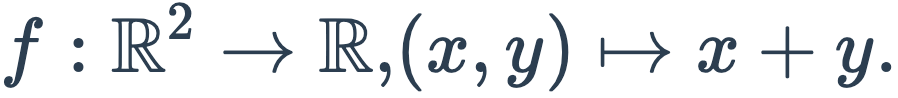 f : ℝ² → ℝ,(x, y) ↦ x + y.